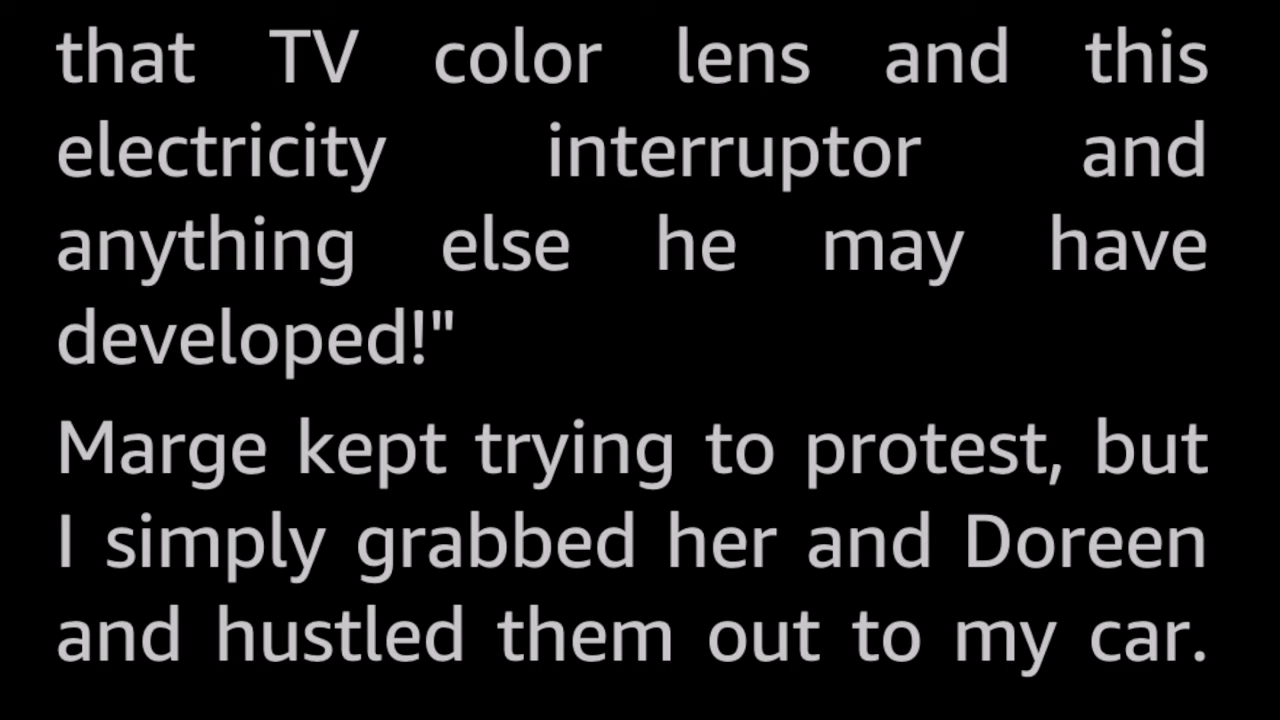 that TV color lens and this
electricity interruptor and
anything else he may have
developed!"
Marge kept trying to protest, but
I simply grabbed her and Doreen
and hustled them out to my car.